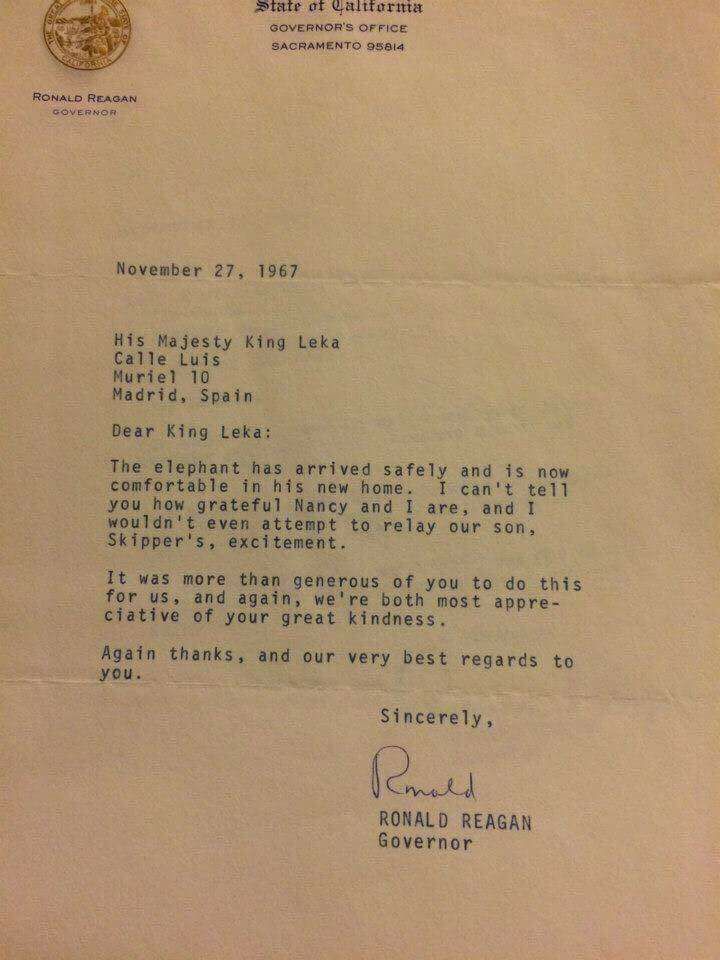 State of California
GOVERNOR'S OFFICE
SACRAMENTO 95814
CALIFORNIA
RONALD REAGAN
GOVERNOR
November 27, 1967
His Majesty King Leka
Calle Luis
Muriel 10
Madrid, Spain
Dear King Leka:
The elephant has arrived safely and is now
comfortable in his new home. I can't tell
you how grateful Nancy and I are, and I
wouldn't even attempt to relay our son,
Skipper's, excitement.
It was more than generous of you to do this
for us, and again, we're both most appre-
ciative of your great kindness.
Again thanks, and our very best regards to
you.
Sincerely,
Ronald
RONALD REAGAN
Governor